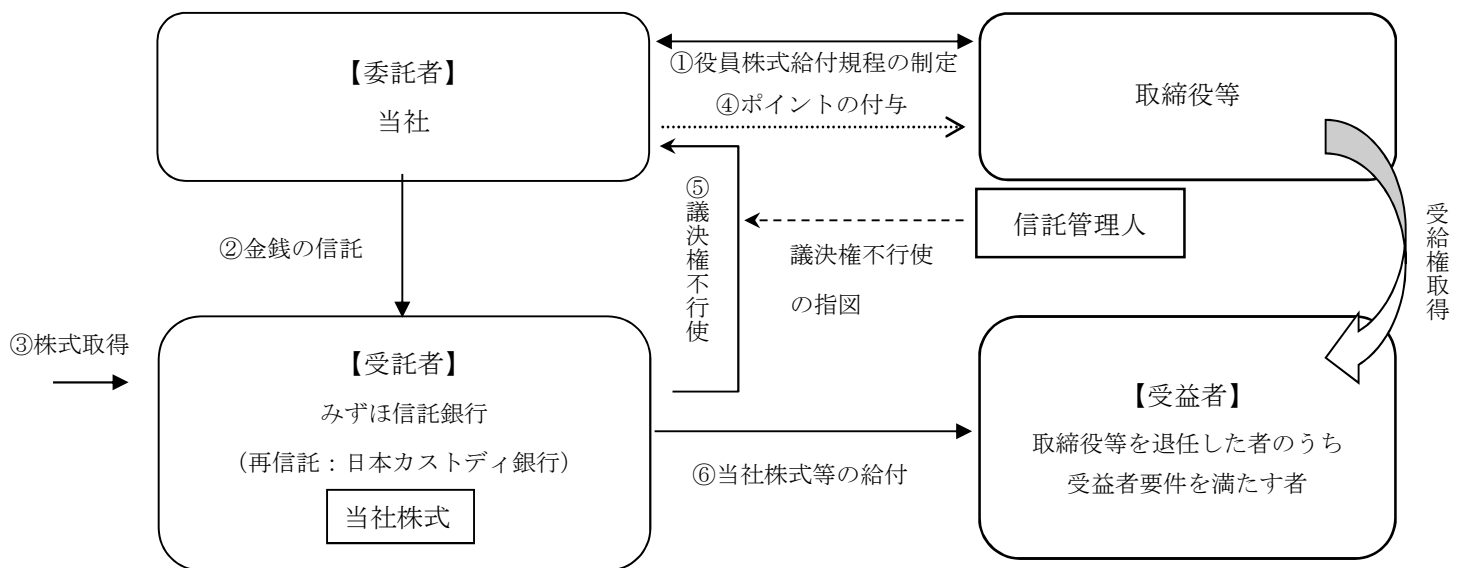 【委託者】
当社
①役員株式給付規程の制定
④ポイントの付与
取締役等
②金銭の信託
⑤議決権不行使
信託管理人
議決権不行使
の指図
受給権取得
③株式取得
【受託者】
みずほ信託銀行
（再信託：日本カストディ銀行）
当社株式
⑥当社株式等の給付
【受益者】
取締役等を退任した者のうち
受益者要件を満たす者